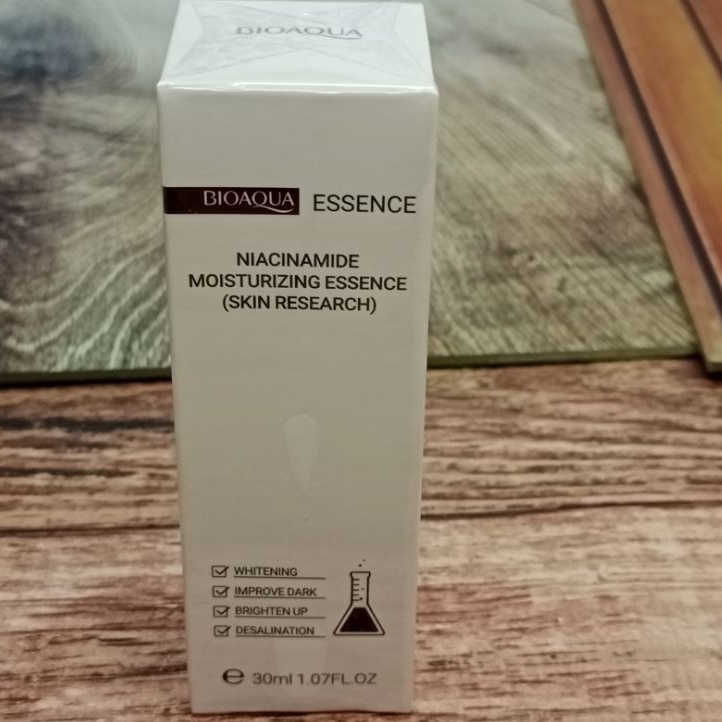 BIOAQUA
BIOAQUA ESSENCE
NIACINAMIDE
MOISTURIZING ESSENCE
(SKIN RESEARCH)
WHITENING
IMPROVE DARK
BRIGHTEN UP
DESALINATION
e 30ml 1.07FL.OZ